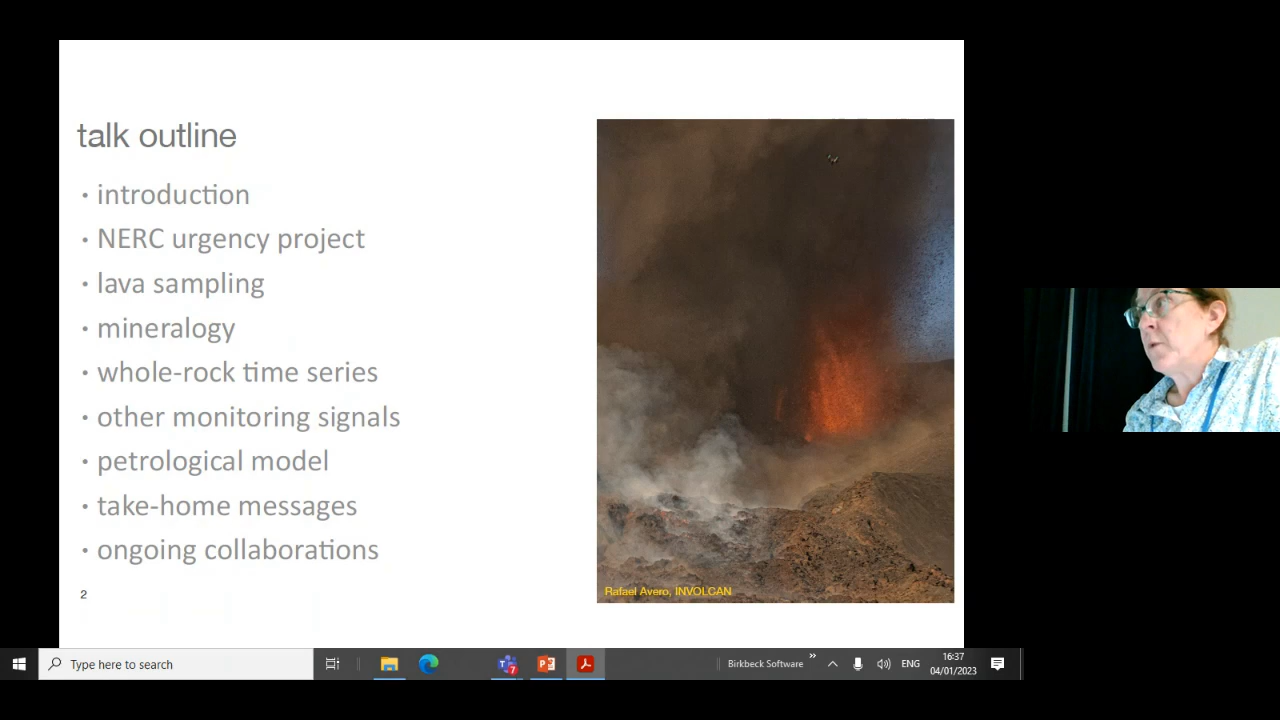 talk outline
• introduction
• NERC urgency project
• lava sampling
• mineralogy
• whole-rock time series
• other monitoring signals
• petrological model
• take-home messages
• ongoing collaborations
2
Rafael Avero, INVOLCAN
Type here to search
7
Birkbeck Software
ENG
16:37
04/01/2023